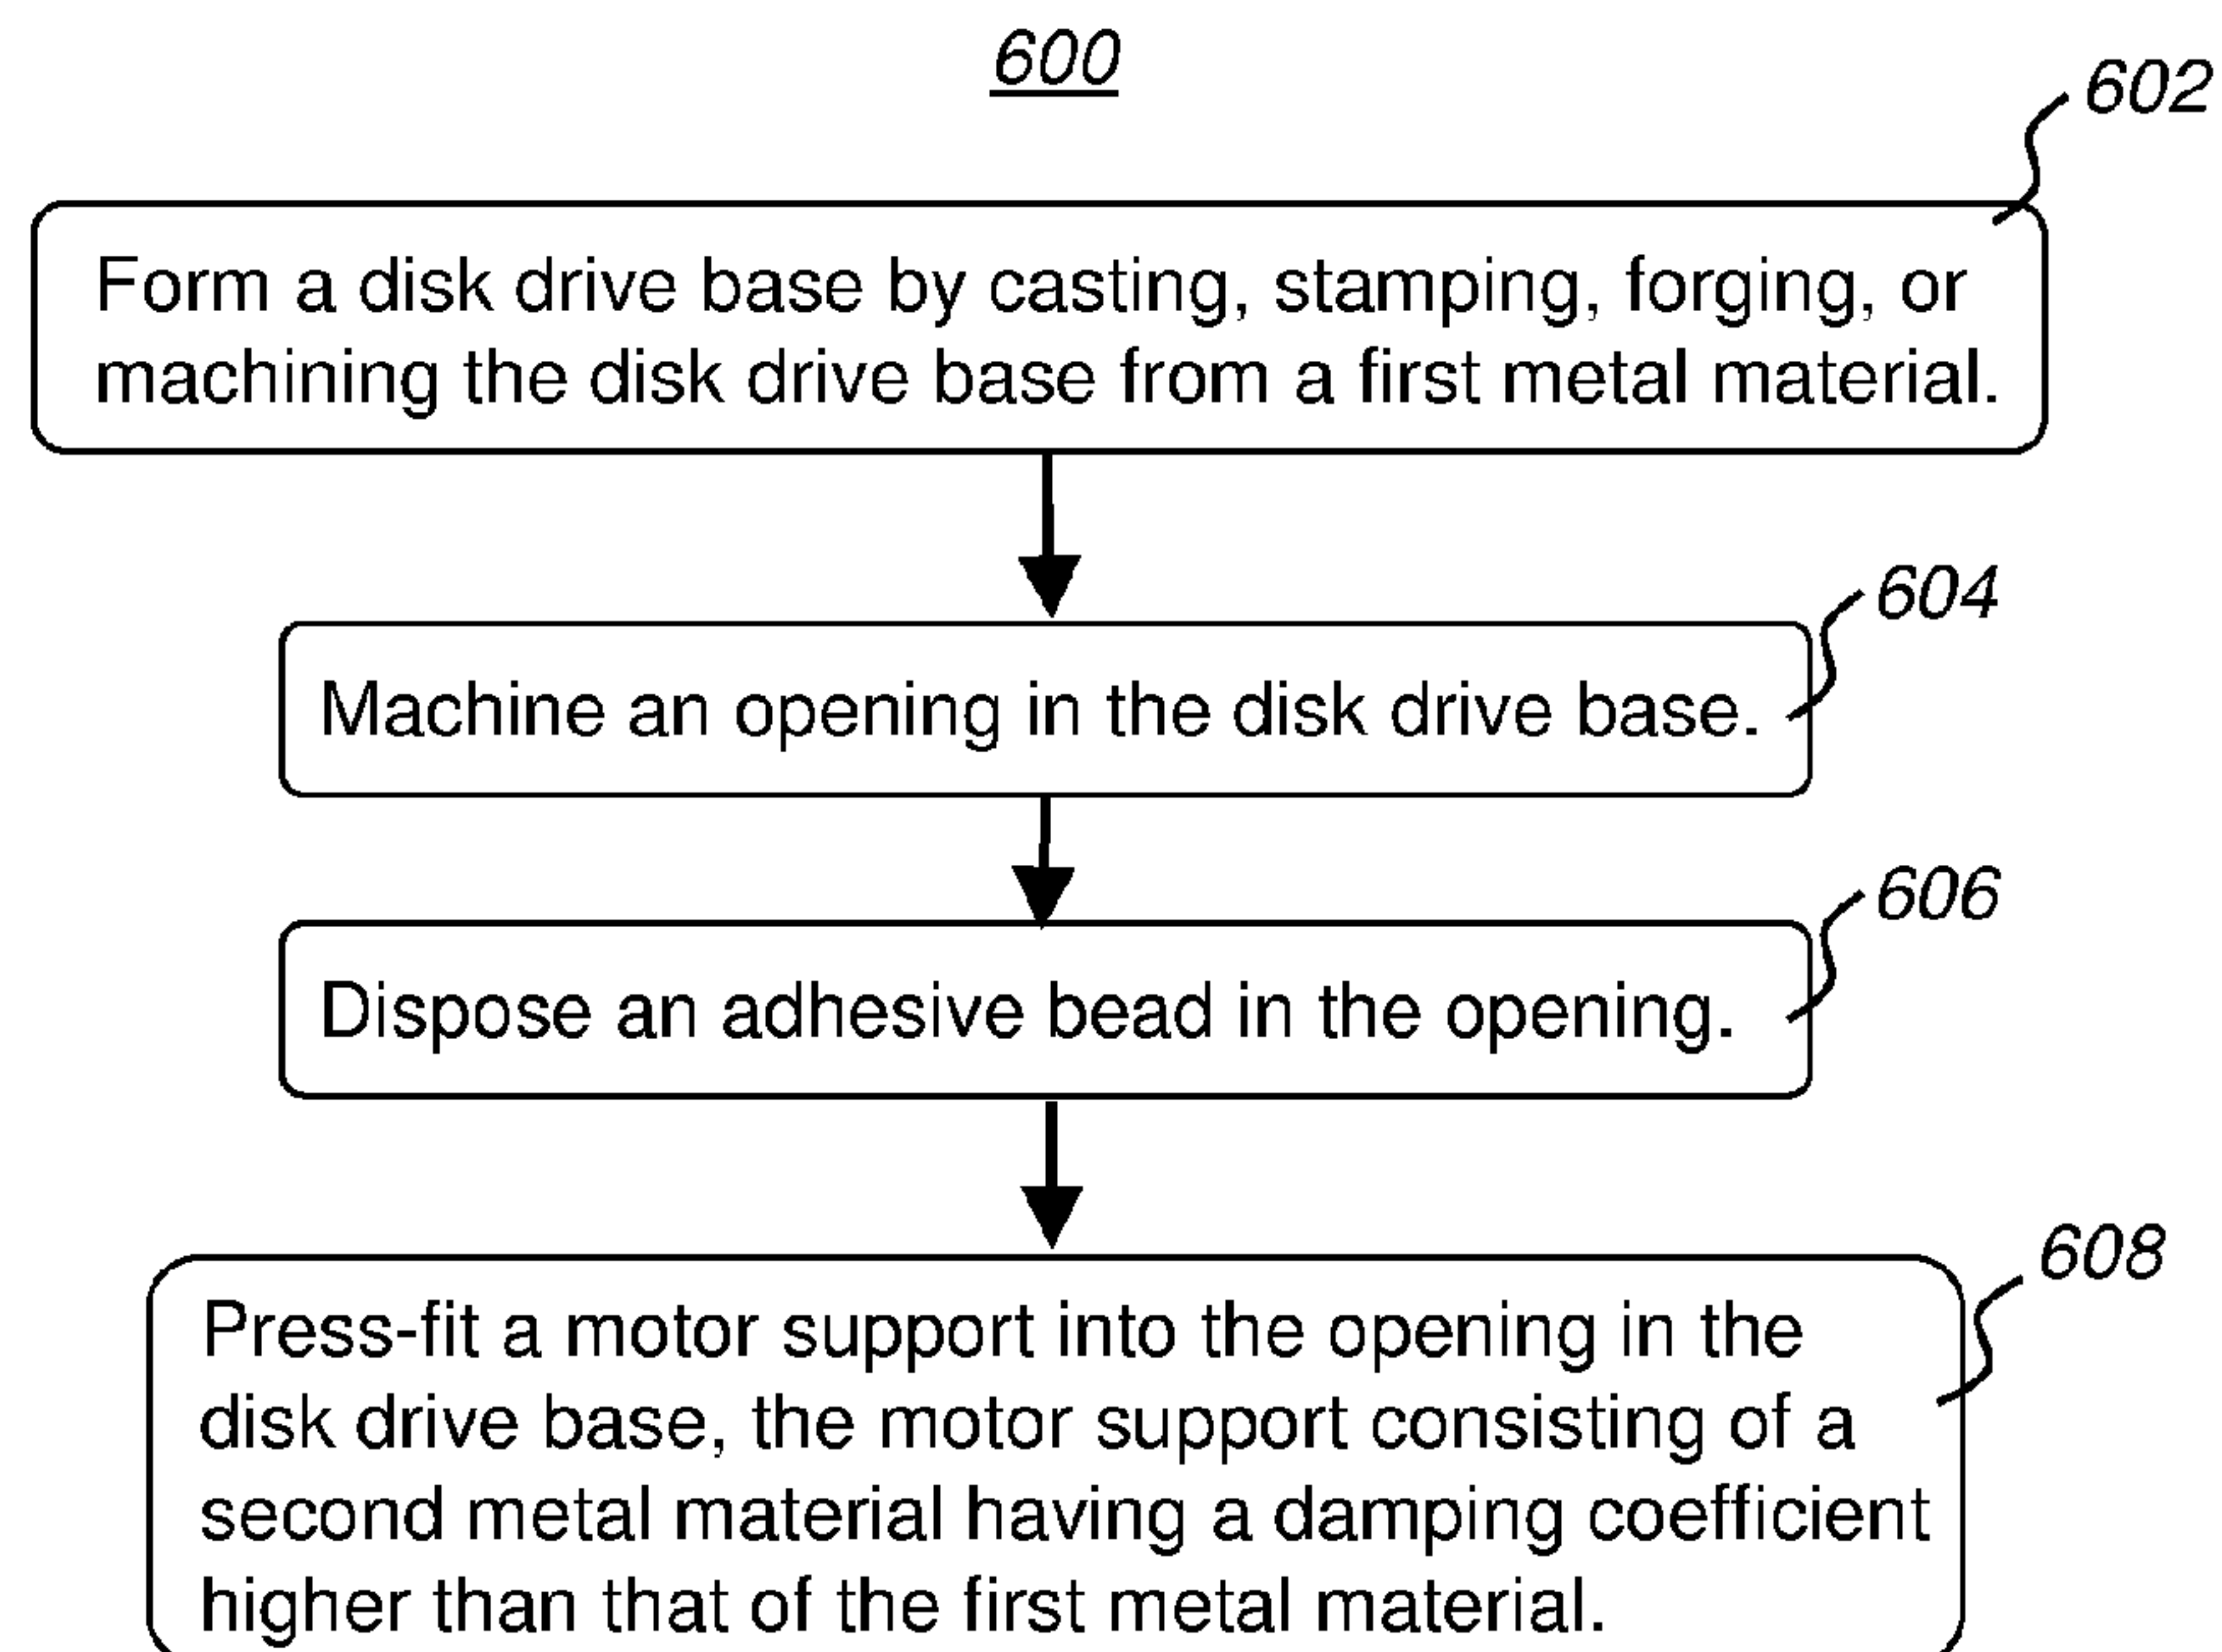 600
602
Form a disk drive base by casting, stamping, forging, or
machining the disk drive base from a first metal material.
604
Machine an opening in the disk drive base.
606
Dispose an adhesive bead in the opening.
608
Press-fit a motor support into the opening in the
disk drive base, the motor support consisting of a
second metal material having a damping coefficient
higher than that of the first metal material.